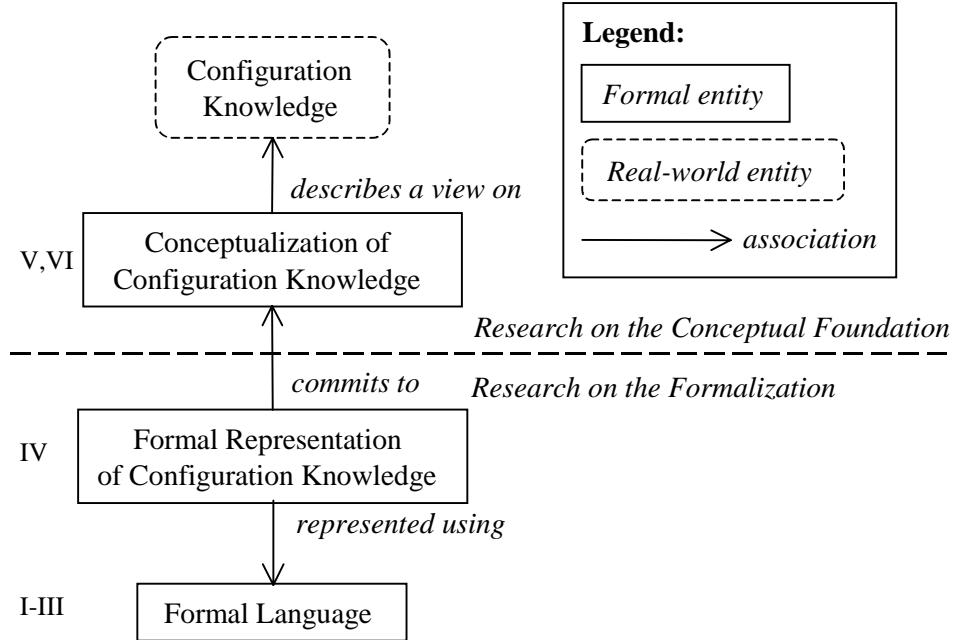 Configuration
Knowledge
describes a view on
V,VI
Conceptualization of
Configuration Knowledge
Research on the Conceptual Foundation
commits to
Research on the Formalization
IV
Formal Representation
of Configuration Knowledge
represented using
I-III
Formal Language
Legend:
Formal entity
Real-world entity
association